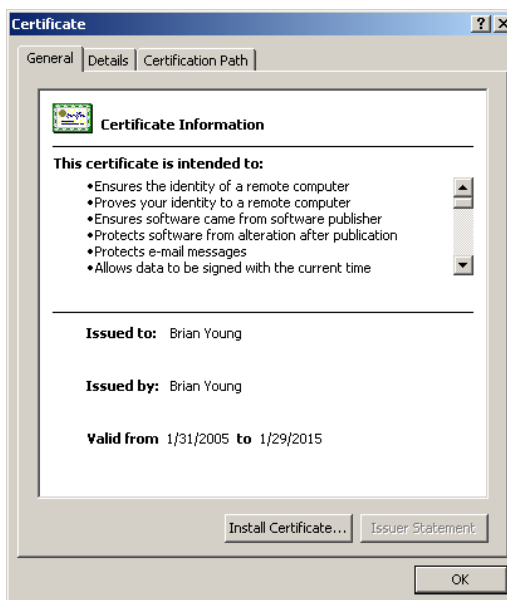 Certificate
General Details Certification Path
Certificate Information
This certificate is intended to:
•Ensures the identity of a remote computer
•Proves your identity to a remote computer
•Ensures software came from software publisher
•Protects software from alteration after publication
•Protects e-mail messages
•Allows data to be signed with the current time
Issued to: Brian Young
Issued by: Brian Young
Valid from 1/31/2005 to 1/29/2015
Install Certificate... Issuer Statement
OK